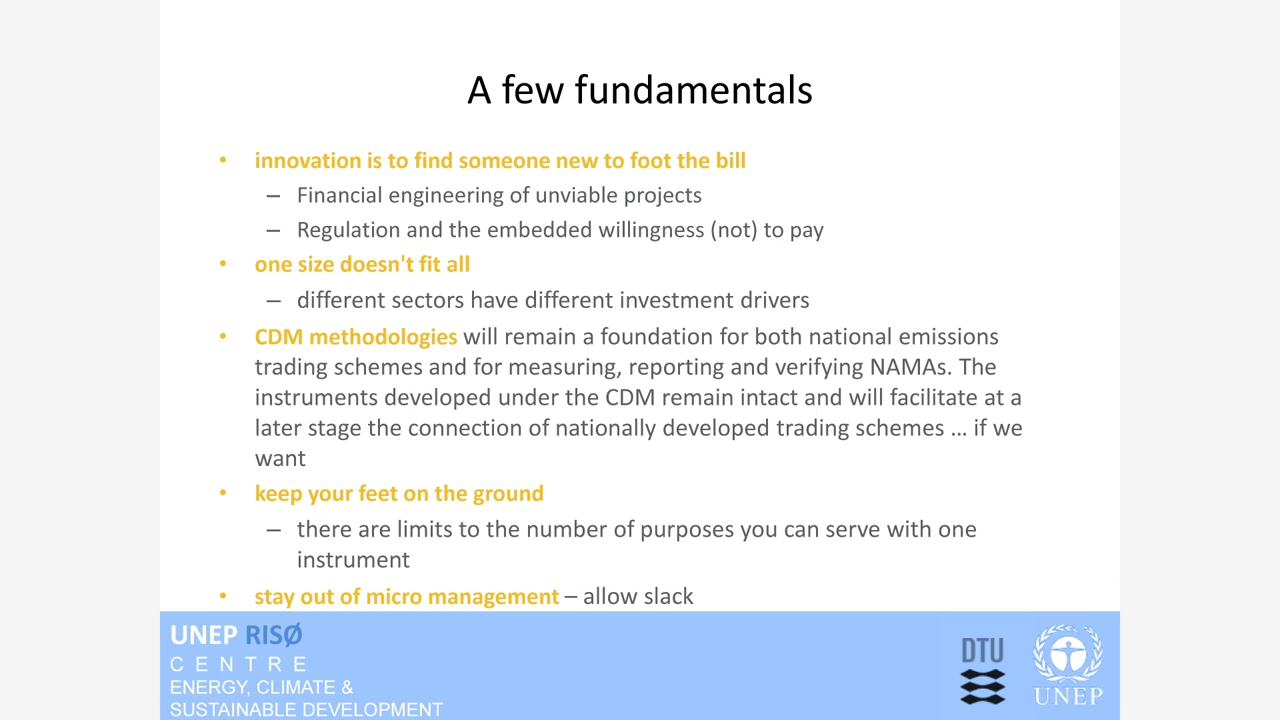 A few fundamentals
• innovation is to find someone new to foot the bill
– Financial engineering of unviable projects
– Regulation and the embedded willingness (not) to pay
• one size doesn't fit all
– different sectors have different investment drivers
• CDM methodologies will remain a foundation for both national emissions
trading schemes and for measuring, reporting and verifying NAMAs. The
instruments developed under the CDM remain intact and will facilitate at a
later stage the connection of nationally developed trading schemes ... if we
want
• keep your feet on the ground
– there are limits to the number of purposes you can serve with one
instrument
• stay out of micro management – allow slack
UNEP RISØ
CENTRE
ENERGY, CLIMATE &
SUSTAINABLE DEVELOPMENT
DTU
UNEP